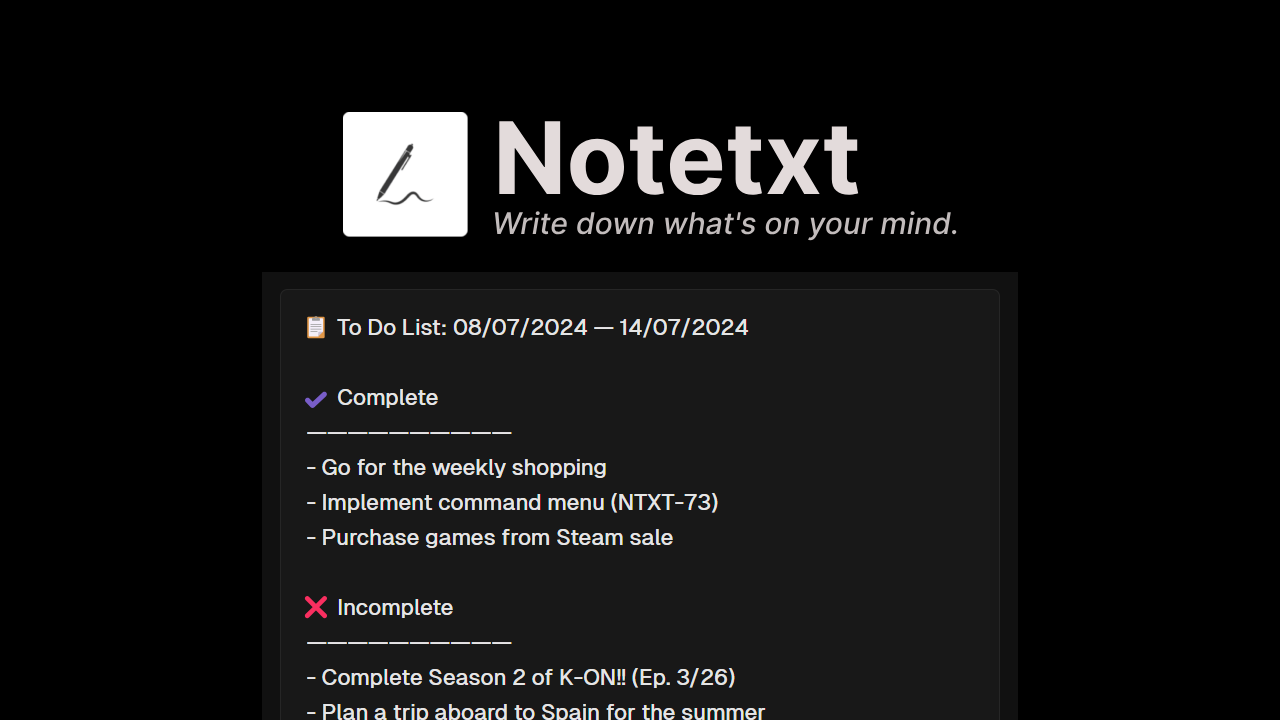 Notetxt
Write down what's on your mind.
📋 To Do List: 08/07/2024 — 14/07/2024
✔ Complete
——————————
- Go for the weekly shopping
- Implement command menu (NTXT-73)
- Purchase games from Steam sale
❌ Incomplete
——————————
- Complete Season 2 of K-ON!! (Ep. 3/26)
- Plan a trip aboard to Spain for the summer